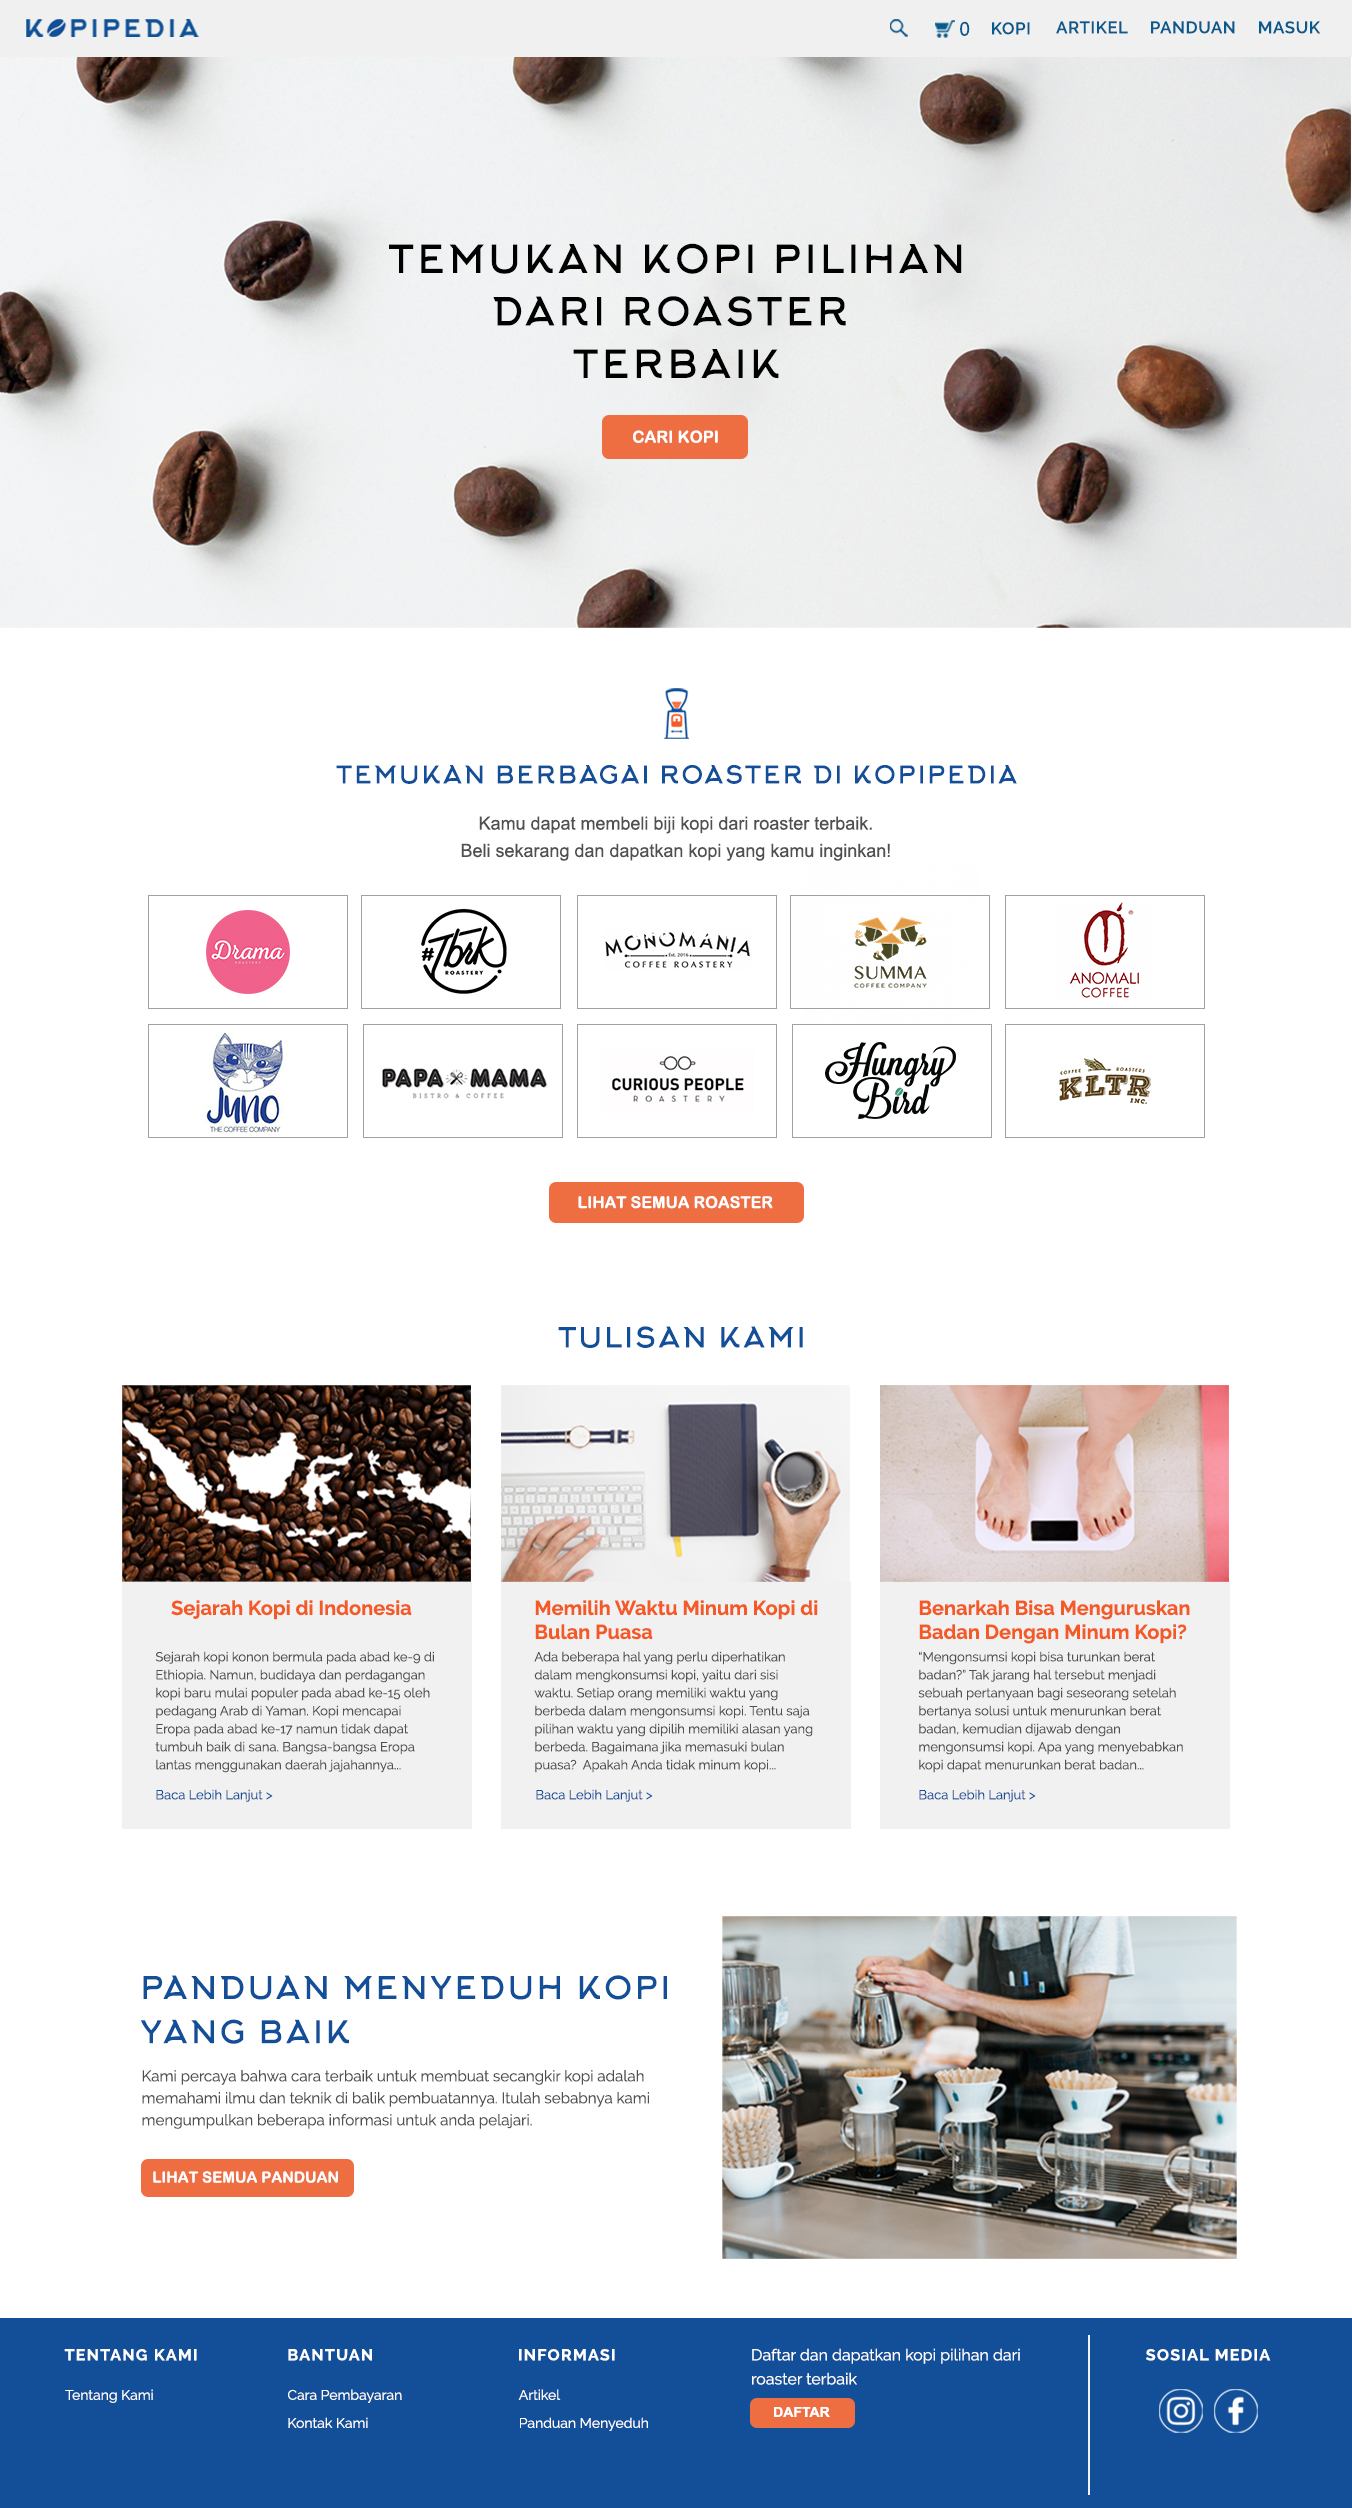 KOPIPEDIA
0 KOPI ARTIKEL PANDUAN MASUK
TEMUKAN KOPI PILIHAN
DARI ROASTER
TERBAIK
CARI KOPI
TEMUKAN BERBAGAI ROASTER DI KOPIPEDIA
Kamu dapat membeli biji kopi dari roaster terbaik.
Beli sekarang dan dapatkan kopi yang kamu inginkan!
Drama
#Tbrk
ROASTERY
MONOMANIA
Est. 2016
COFFEE ROASTERY
SUMMA
COFFEE COMPANY
ANOMALI
COFFEE
JUNO
THE COFFEE COMPANY
PAPA MAMA
BISTRO & COFFEE
CURIOUS PEOPLE
ROASTERY
Hungry
Bird
COFFEE ROASTERS
KLTR
INC.
LIHAT SEMUA ROASTER
TULISAN KAMI
Sejarah Kopi di Indonesia
Sejarah kopi konon bermula pada abad ke-9 di
Ethiopia. Namun, budidaya dan perdagangan
kopi baru mulai populer pada abad ke-15 oleh
pedagang Arab di Yaman. Kopi mencapai
Eropa pada abad ke-17 namun tidak dapat
tumbuh baik di sana. Bangsa-bangsa Eropa
lantas menggunakan daerah jajahannya...
Baca Lebih Lanjut >
Memilih Waktu Minum Kopi di
Bulan Puasa
Ada beberapa hal yang perlu diperhatikan
dalam mengkonsumsi kopi, yaitu dari sisi
waktu. Setiap orang memiliki waktu yang
berbeda dalam mengonsumsi kopi. Tentu saja
pilihan waktu yang dipilih memiliki alasan yang
berbeda. Bagaimana jika memasuki bulan
puasa?  Apakah Anda tidak minum kopi...
Baca Lebih Lanjut >
Benarkah Bisa Menguruskan
Badan Dengan Minum Kopi?
“Mengonsumsi kopi bisa turunkan berat
badan?” Tak jarang hal tersebut menjadi
sebuah pertanyaan bagi seseorang setelah
bertanya solusi untuk menurunkan berat
badan, kemudian dijawab dengan
mengonsumsi kopi. Apa yang menyebabkan
kopi dapat menurunkan berat badan...
Baca Lebih Lanjut >
PANDUAN MENYEDUH KOPI
YANG BAIK
Kami percaya bahwa cara terbaik untuk membuat secangkir kopi adalah
memahami ilmu dan teknik di balik pembuatannya. Itulah sebabnya kami
mengumpulkan beberapa informasi untuk anda pelajari.
LIHAT SEMUA PANDUAN
TENTANG KAMI
Tentang Kami
BANTUAN
Cara Pembayaran
Kontak Kami
INFORMASI
Artikel
Panduan Menyeduh
Daftar dan dapatkan kopi pilihan dari
roaster terbaik
DAFTAR
SOSIAL MEDIA